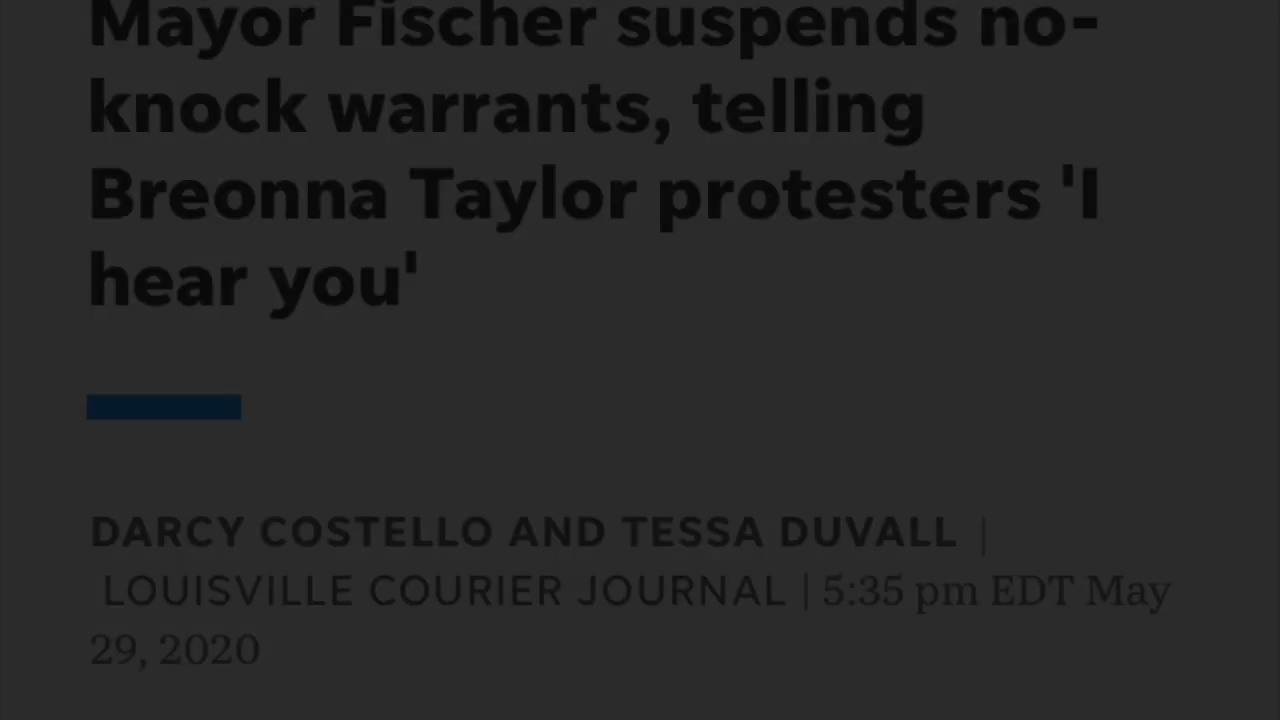 Mayor Fischer suspends no-
knock warrants, telling
Breonna Taylor protesters 'I
hear you'
DARCY COSTELLO AND TESSA DUVALL |
LOUISVILLE COURIER JOURNAL | 5:35 pm EDT May
29, 2020